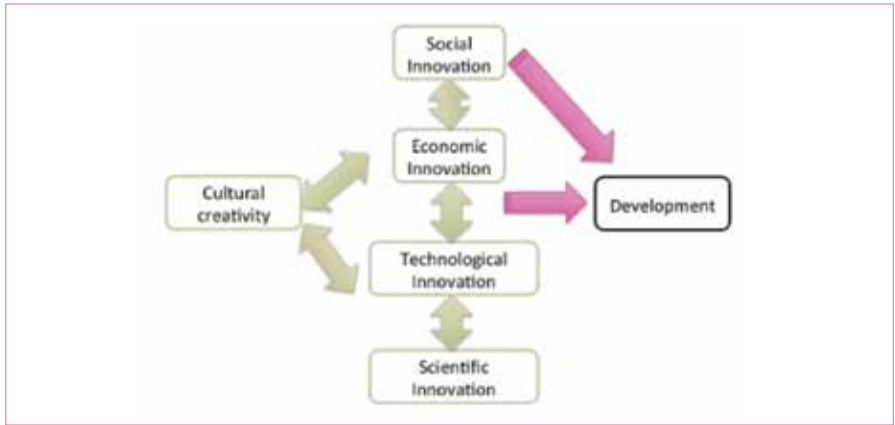 Social
Innovation
Economic
Innovation
Cultural
creativity
Development
Technological
Innovation
Scientific
Innovation